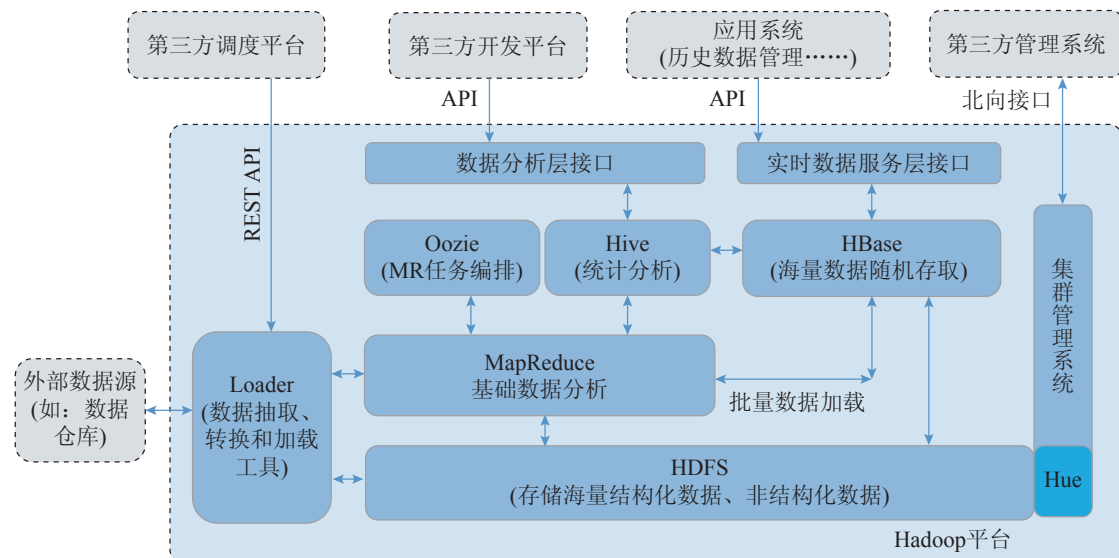 第三方调度平台
第三方开发平台
应用系统
(历史数据管理……)
第三方管理系统
API
API
北向接口
REST API
数据分析层接口
实时数据服务层接口
Oozie
(MR任务编排)
Hive
(统计分析)
HBase
(海量数据随机存取)
集群管理系统
外部数据源
(如：数据
仓库)
Loader
(数据抽取、
转换和加载
工具)
MapReduce
基础数据分析
批量数据加载
HDFS
(存储海量结构化数据、非结构化数据)
Hue
Hadoop平台